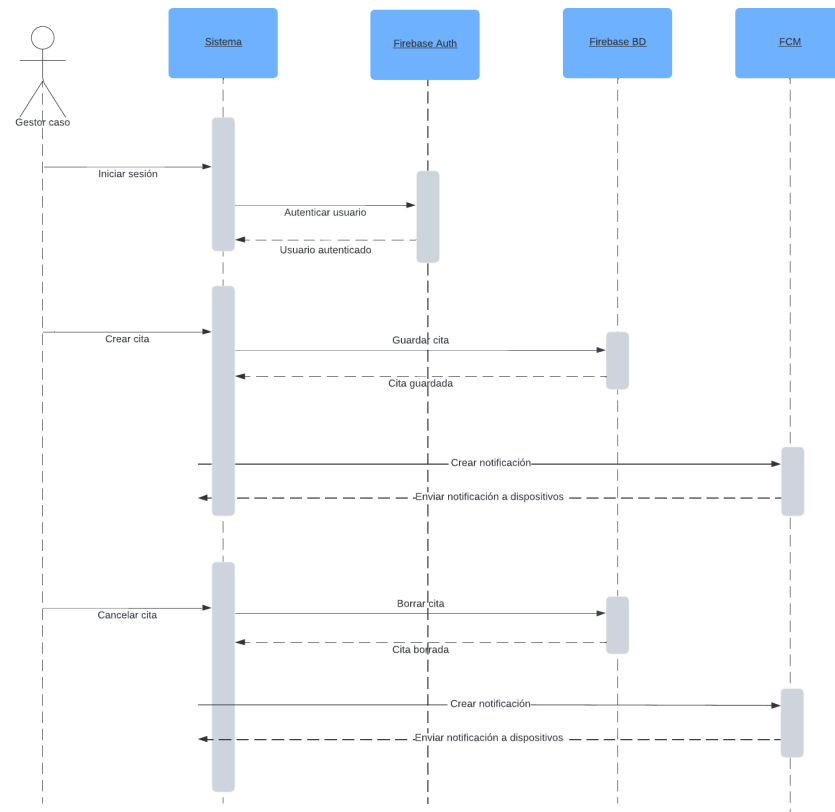 Sistema
Firebase Auth
Firebase BD
FCM
Gestor caso
Iniciar sesión
Autenticar usuario
Usuario autenticado
Crear cita
Guardar cita
Cita guardada
Crear notificación
Enviar notificación a dispositivos
Cancelar cita
Borrar cita
Cita borrada
Crear notificación
Enviar notificación a dispositivos